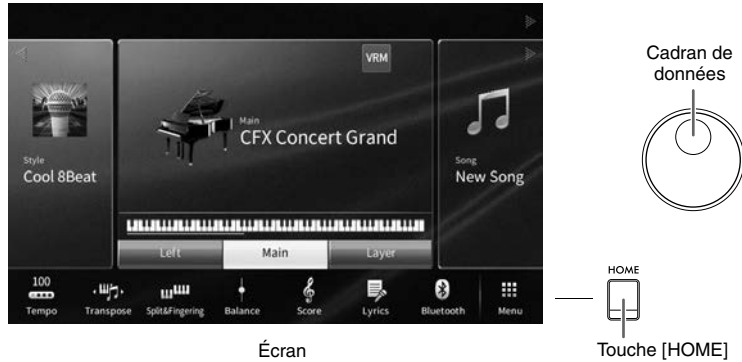 VRM
Cadran de
données
Main
CFX Concert Grand
Style
Cool 8Beat
Song
New Song
Left
Main
Layer
HOME
100
Tempo
Transpose
Split&Fingering
Balance
Score
Lyrics
Bluetooth
Menu
Écran
Touche [HOME]